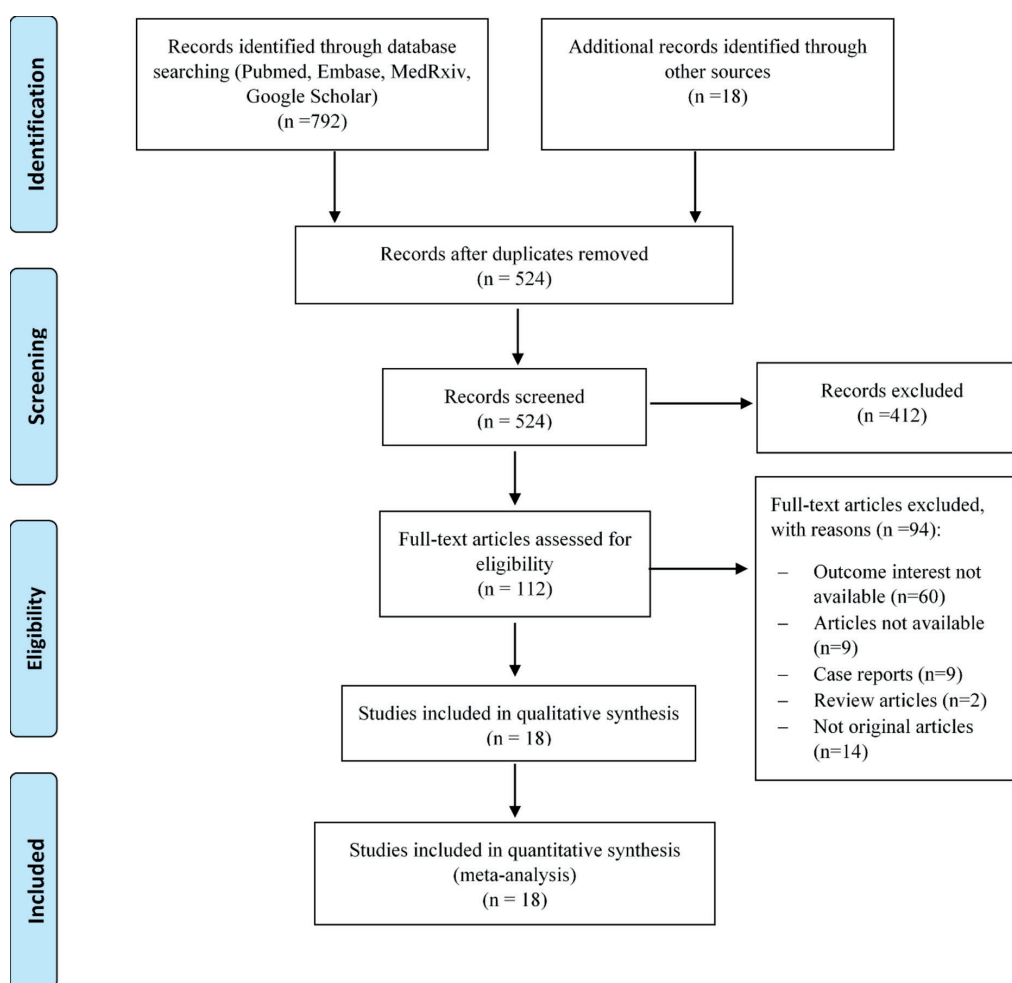 Identification
Records identified through database
searching (Pubmed, Embase, MedRxiv,
Google Scholar)
(n =792)
Additional records identified through
other sources
(n =18)
Records after duplicates removed
(n = 524)
Screening
Records screened
(n = 524)
Records excluded
(n =412)
Eligibility
Full-text articles assessed for
eligibility
(n = 112)
Full-text articles excluded,
with reasons (n =94):
– Outcome interest not
available (n=60)
– Articles not available
(n=9)
– Case reports (n=9)
– Review articles (n=2)
– Not original articles
(n=14)
Studies included in qualitative synthesis
(n = 18)
Included
Studies included in quantitative synthesis
(meta-analysis)
(n = 18)